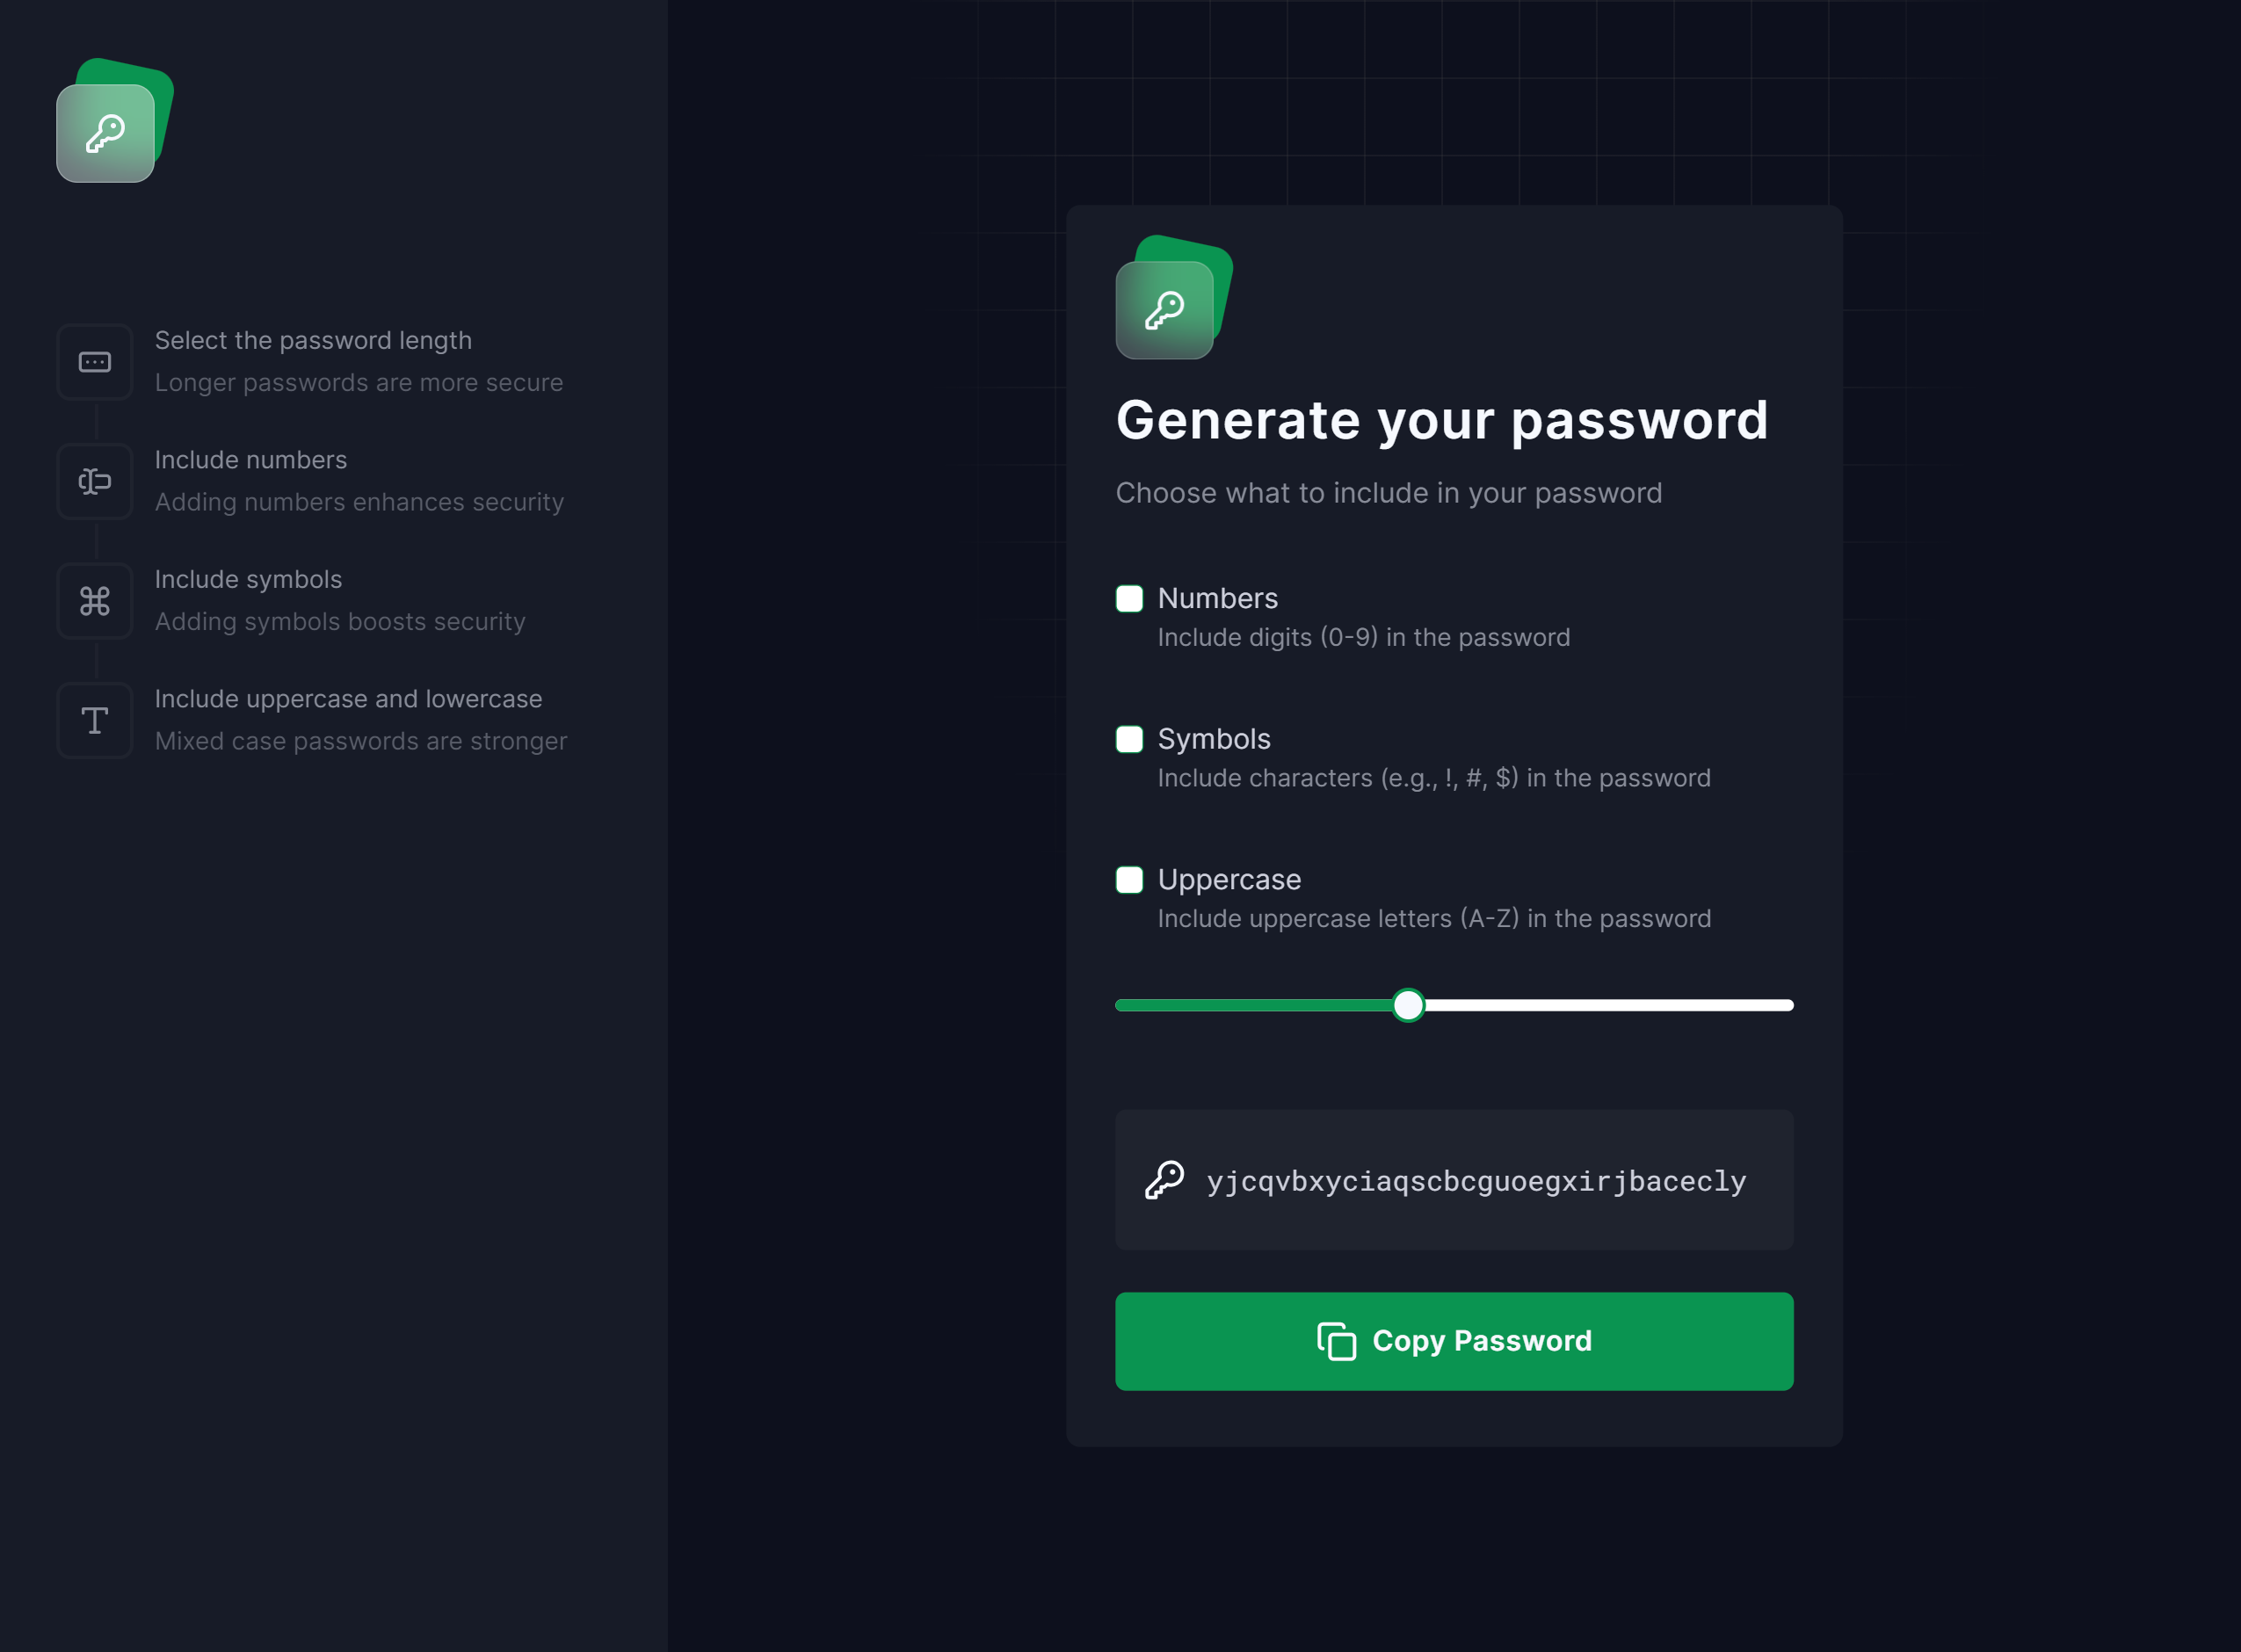 Select the password length
Longer passwords are more secure
Include numbers
Adding numbers enhances security
Include symbols
Adding symbols boosts security
Include uppercase and lowercase
Mixed case passwords are stronger
Generate your password
Choose what to include in your password
Numbers
Include digits (0-9) in the password
Symbols
Include characters (e.g., !, #, $) in the password
Uppercase
Include uppercase letters (A-Z) in the password
yjcqvbxyciaqscbcguoegxirjbacecly
Copy Password